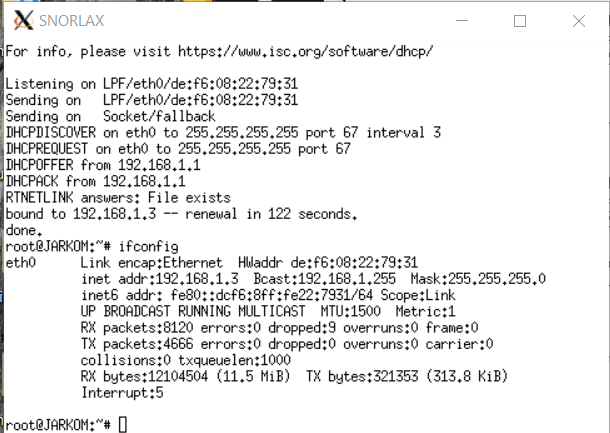 SNORLAX
For info, please visit https://www.isc.org/software/dhcp/
Listening on LPF/eth0/de:f6:08:22:79:31
Sending on   LPF/eth0/de:f6:08:22:79:31
Sending on   Socket/fallback
DHCPDISCOVER on eth0 to 255.255.255.255 port 67 interval 3
DHCPREQUEST on eth0 to 255.255.255.255 port 67
DHCPOFFER from 192.168.1.1
DHCPACK from 192.168.1.1
RTNETLINK answers: File exists
bound to 192.168.1.3 -- renewal in 122 seconds.
done.
root@JARKOM:~# ifconfig
eth0      Link encap:Ethernet  HWaddr de:f6:08:22:79:31
          inet addr:192.168.1.3  Bcast:192.168.1.255  Mask:255.255.255.0
          inet6 addr: fe80::dcf6:8ff:fe22:7931/64 Scope:Link
          UP BROADCAST RUNNING MULTICAST  MTU:1500  Metric:1
          RX packets:8120 errors:0 dropped:9 overruns:0 frame:0
          TX packets:4666 errors:0 dropped:0 overruns:0 carrier:0
          collisions:0 txqueuelen:1000
          RX bytes:12104504 (11.5 MiB)  TX bytes:321353 (313.8 KiB)
          Interrupt:5
root@JARKOM:~#